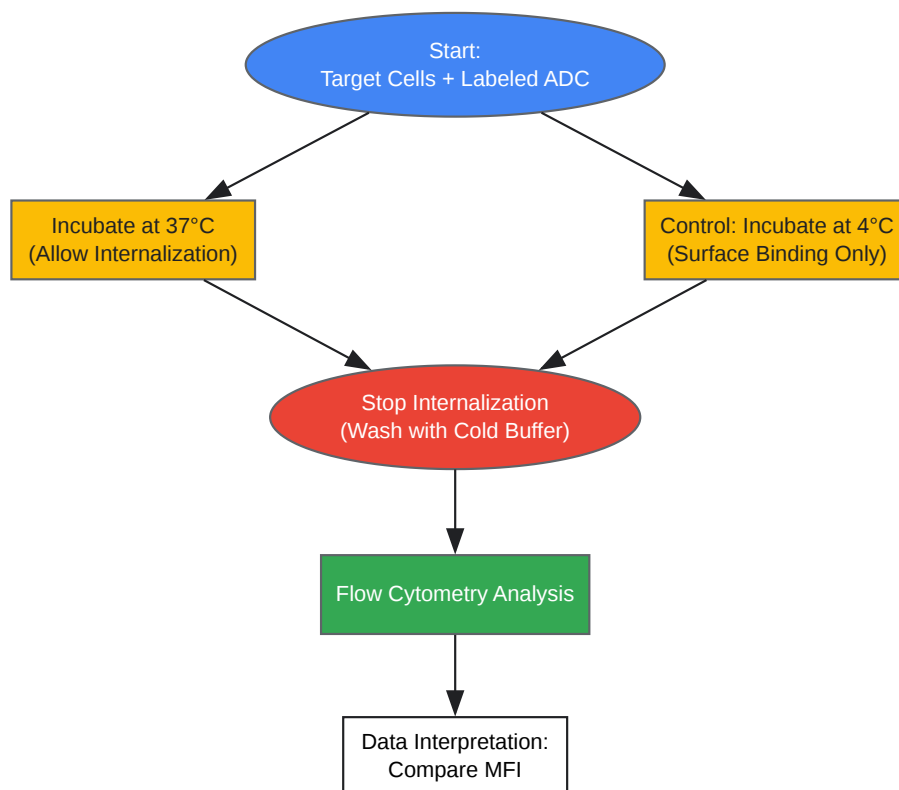 Start:
Target Cells + Labeled ADC
Incubate at 37°C
(Allow Internalization)
Control: Incubate at 4°C
(Surface Binding Only)
Stop Internalization
(Wash with Cold Buffer)
Flow Cytometry Analysis
Data Interpretation:
Compare MFI